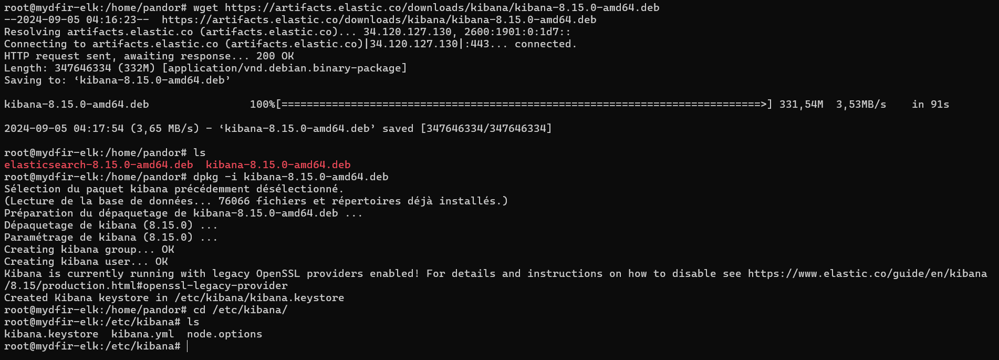 root@mydfir-elk:/home/pandor# wget https://artifacts.elastic.co/downloads/kibana/kibana-8.15.0-amd64.deb
--2024-09-05 04:16:23--  https://artifacts.elastic.co/downloads/kibana/kibana-8.15.0-amd64.deb
Resolving artifacts.elastic.co (artifacts.elastic.co)... 34.120.127.130, 2600:1901:0:1d7::
Connecting to artifacts.elastic.co (artifacts.elastic.co)|34.120.127.130|:443... connected.
HTTP request sent, awaiting response... 200 OK
Length: 347646334 (332M) [application/vnd.debian.binary-package]
Saving to: ‘kibana-8.15.0-amd64.deb’
kibana-8.15.0-amd64.deb                100%[============================================================================>] 331,54M  3,53MB/s    in 91s
2024-09-05 04:17:54 (3,65 MB/s) - ‘kibana-8.15.0-amd64.deb’ saved [347646334/347646334]
root@mydfir-elk:/home/pandor# ls
elasticsearch-8.15.0-amd64.deb  kibana-8.15.0-amd64.deb
root@mydfir-elk:/home/pandor# dpkg -i kibana-8.15.0-amd64.deb
Sélection du paquet kibana précédemment désélectionné.
(Lecture de la base de données... 76066 fichiers et répertoires déjà installés.)
Préparation du dépaquetage de kibana-8.15.0-amd64.deb ...
Dépaquetage de kibana (8.15.0) ...
Paramétrage de kibana (8.15.0) ...
Creating kibana group... OK
Creating kibana user... OK
Kibana is currently running with legacy OpenSSL providers enabled! For details and instructions on how to disable see https://www.elastic.co/guide/en/kibana
/8.15/production.html#openssl-legacy-provider
Created Kibana keystore in /etc/kibana/kibana.keystore
root@mydfir-elk:/home/pandor# cd /etc/kibana/
root@mydfir-elk:/etc/kibana# ls
kibana.keystore  kibana.yml  node.options
root@mydfir-elk:/etc/kibana#